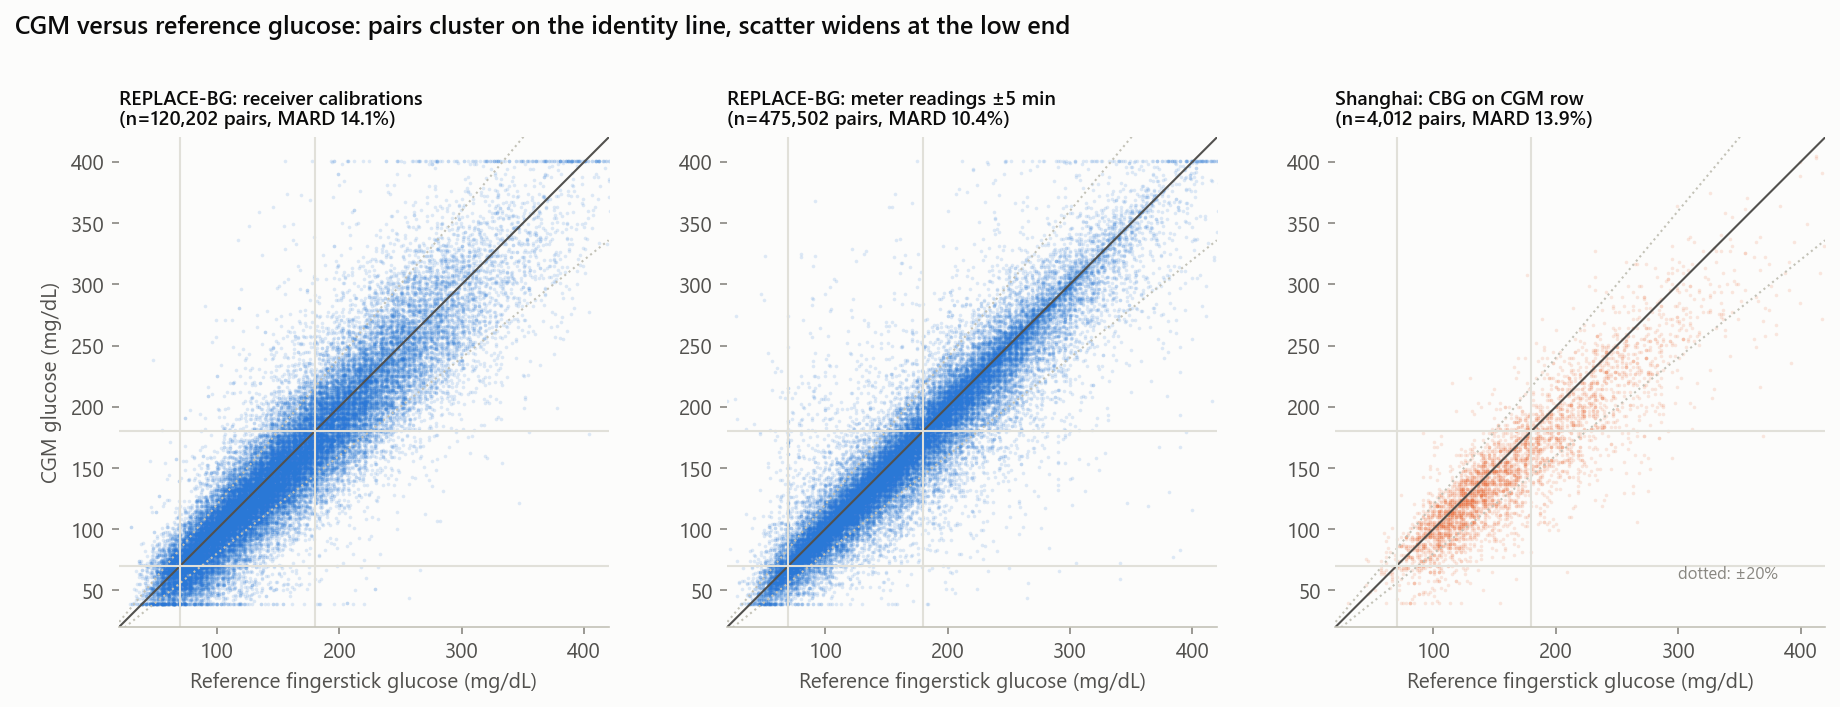 CGM versus reference glucose: pairs cluster on the identity line, scatter widens at the low end
REPLACE-BG: receiver calibrations
(n=120,202 pairs, MARD 14.1%)
400
350
300
250
200
150
100
50
CGM glucose (mg/dL)
100 200 300 400
Reference fingerstick glucose (mg/dL)
REPLACE-BG: meter readings ±5 min
(n=475,502 pairs, MARD 10.4%)
400
350
300
250
200
150
100
50
100 200 300 400
Reference fingerstick glucose (mg/dL)
Shanghai: CBG on CGM row
(n=4,012 pairs, MARD 13.9%)
400
350
300
250
200
150
100
50
dotted: ±20%
100 200 300 400
Reference fingerstick glucose (mg/dL)